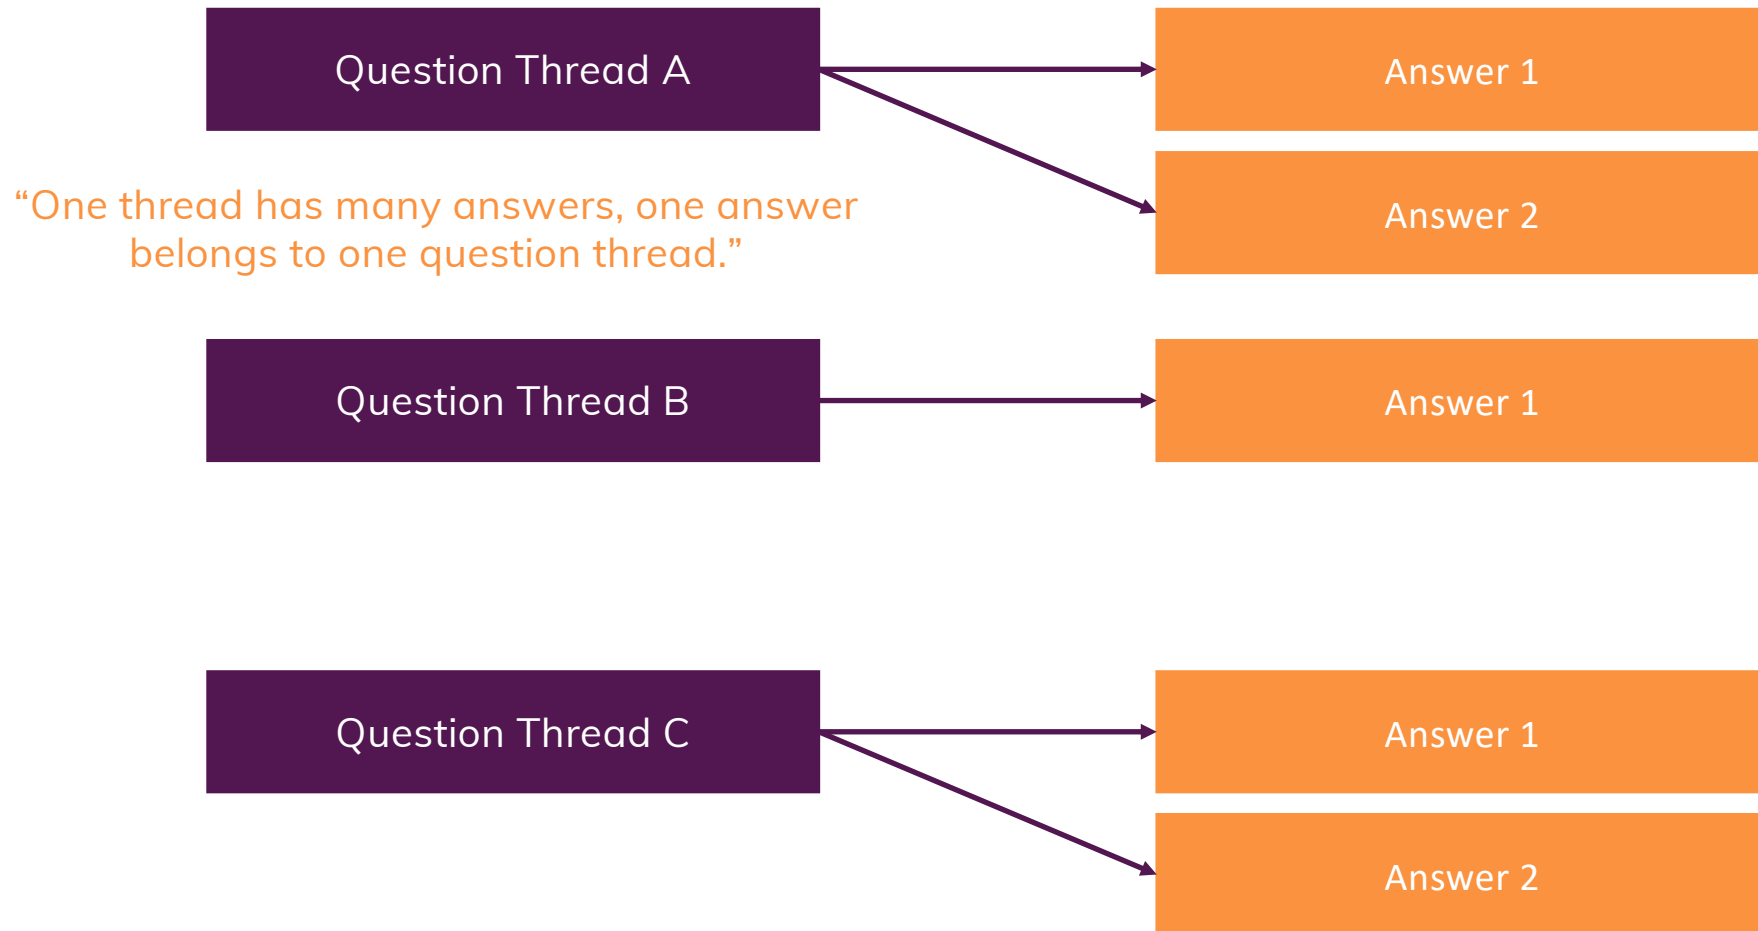 Question Thread A
Answer 1
Answer 2
“One thread has many answers, one answer
belongs to one question thread.”
Question Thread B
Answer 1
Question Thread C
Answer 1
Answer 2